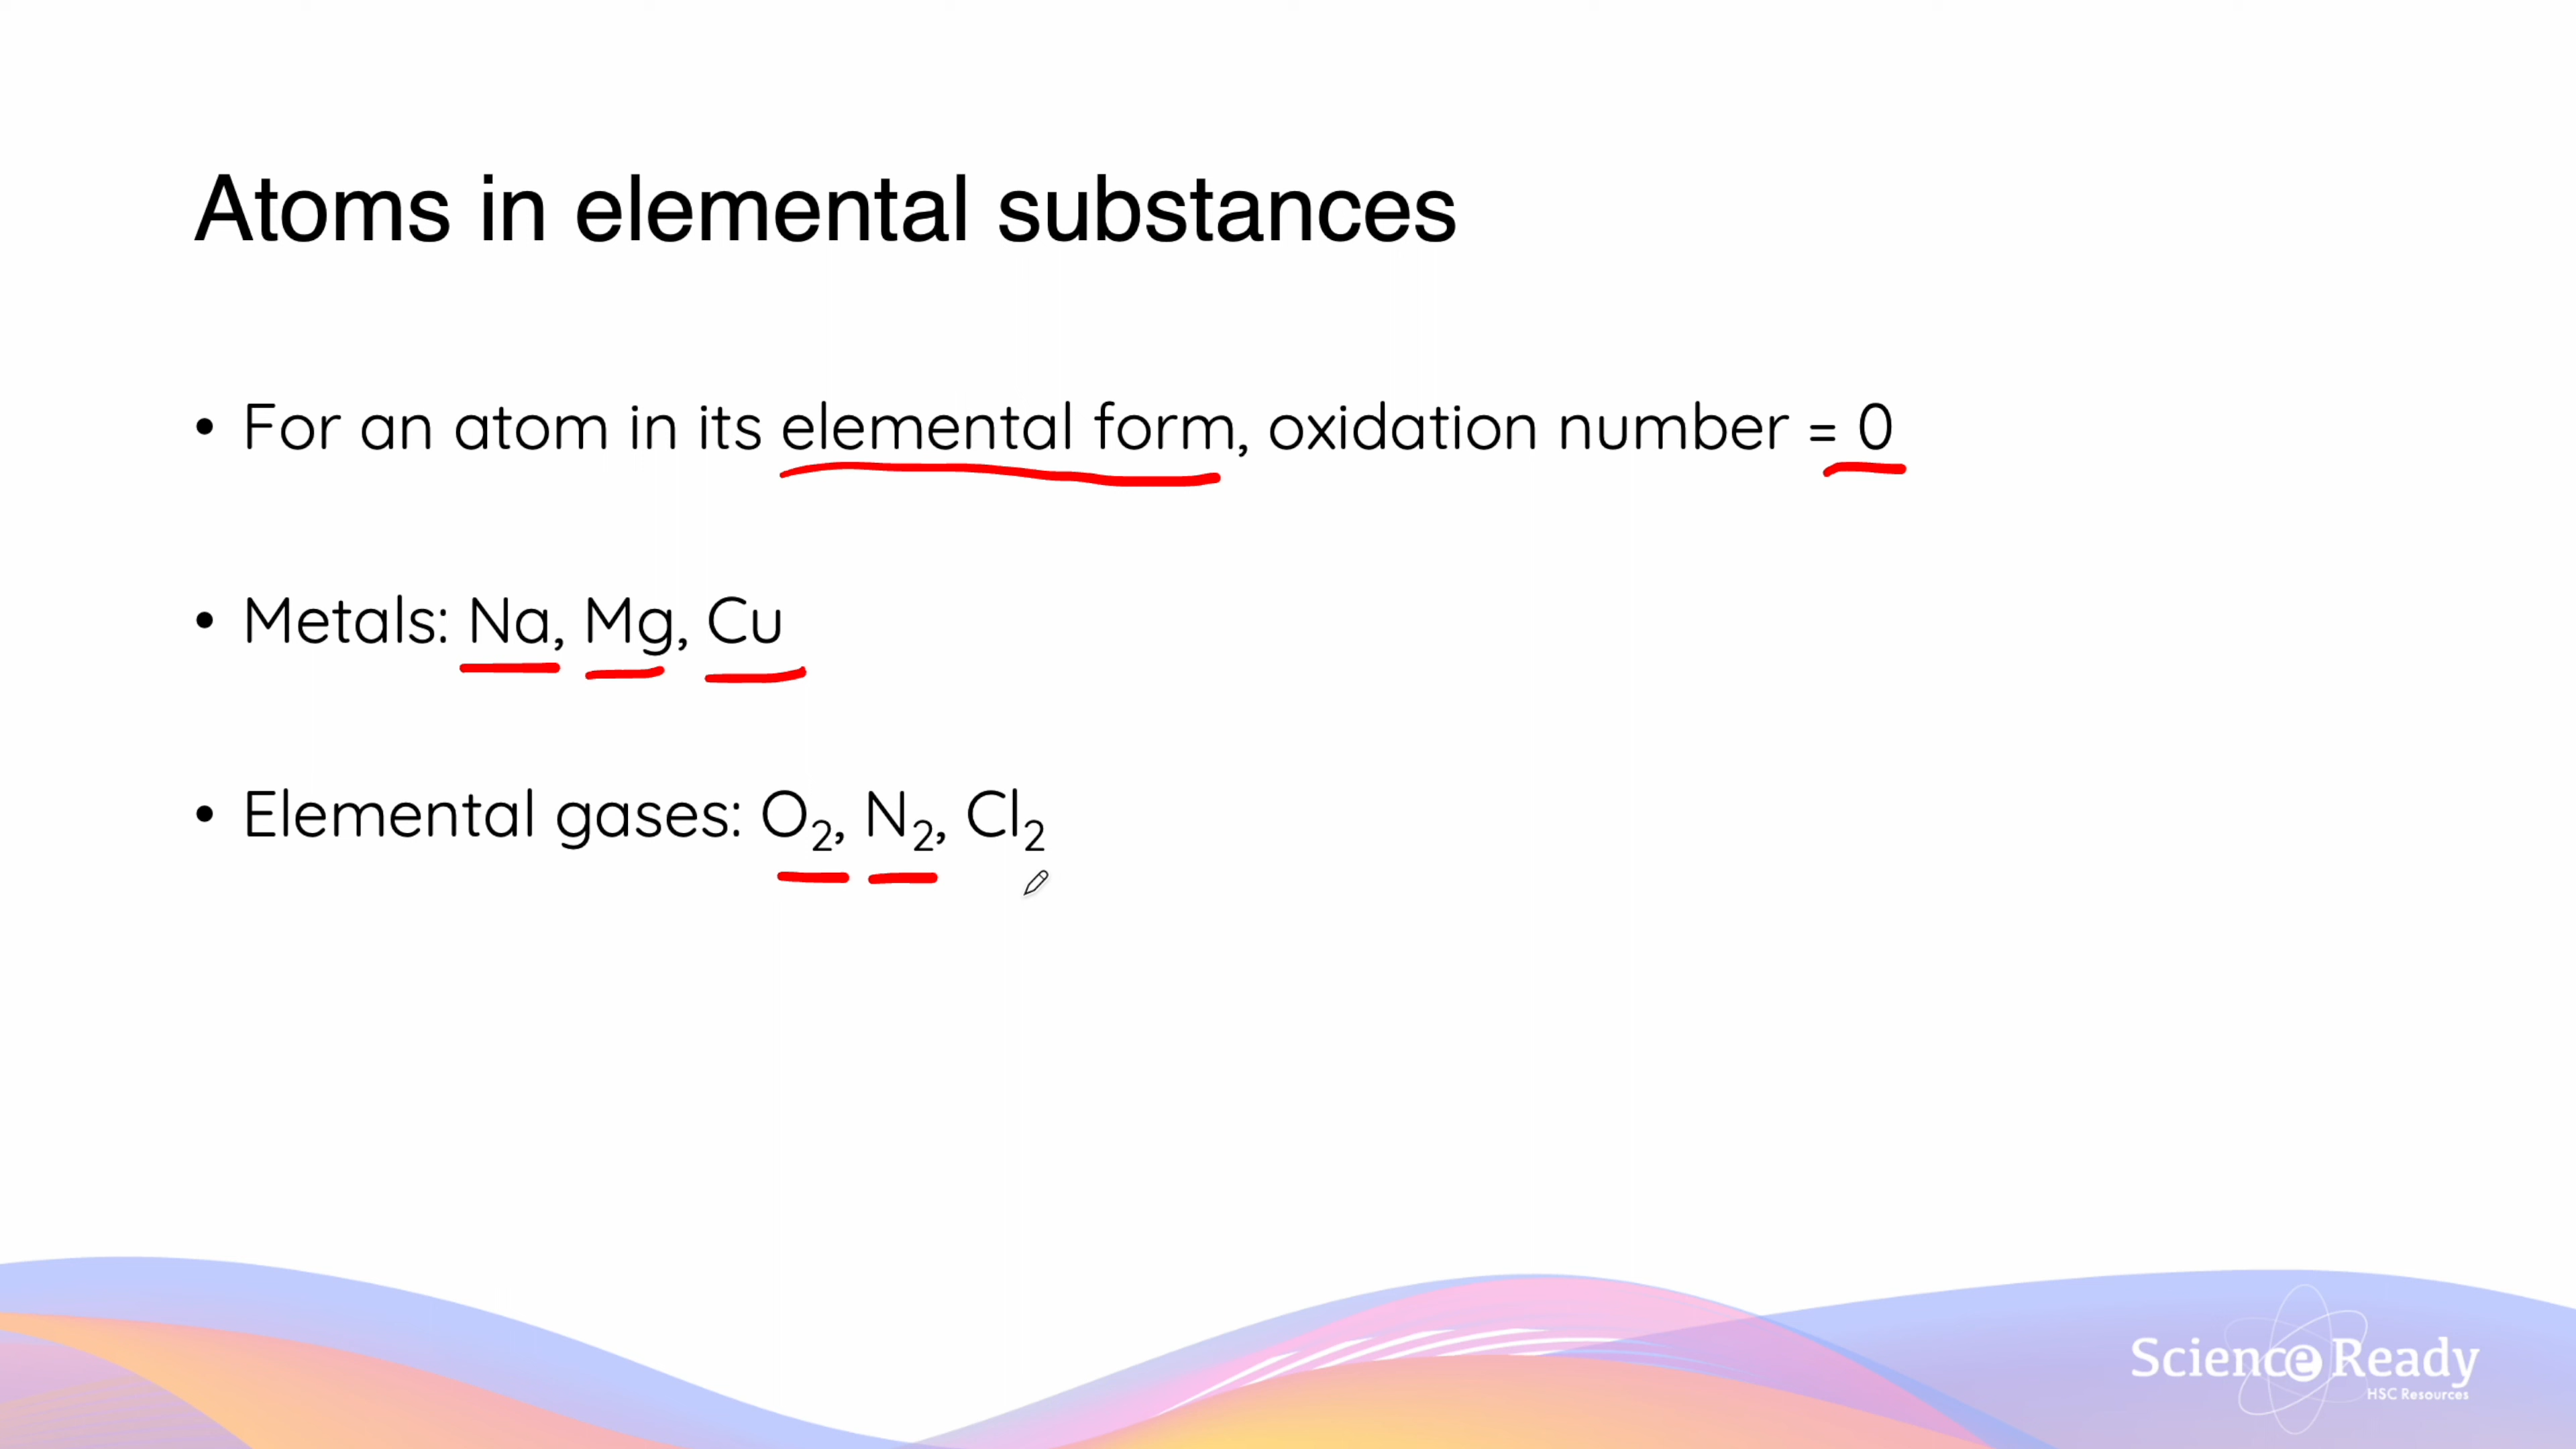 Atoms in elemental substances
• For an atom in its elemental form, oxidation number = 0
• Metals: Na, Mg, Cu
• Elemental gases: O₂, N₂, Cl₂
Science Ready
HSC Resources